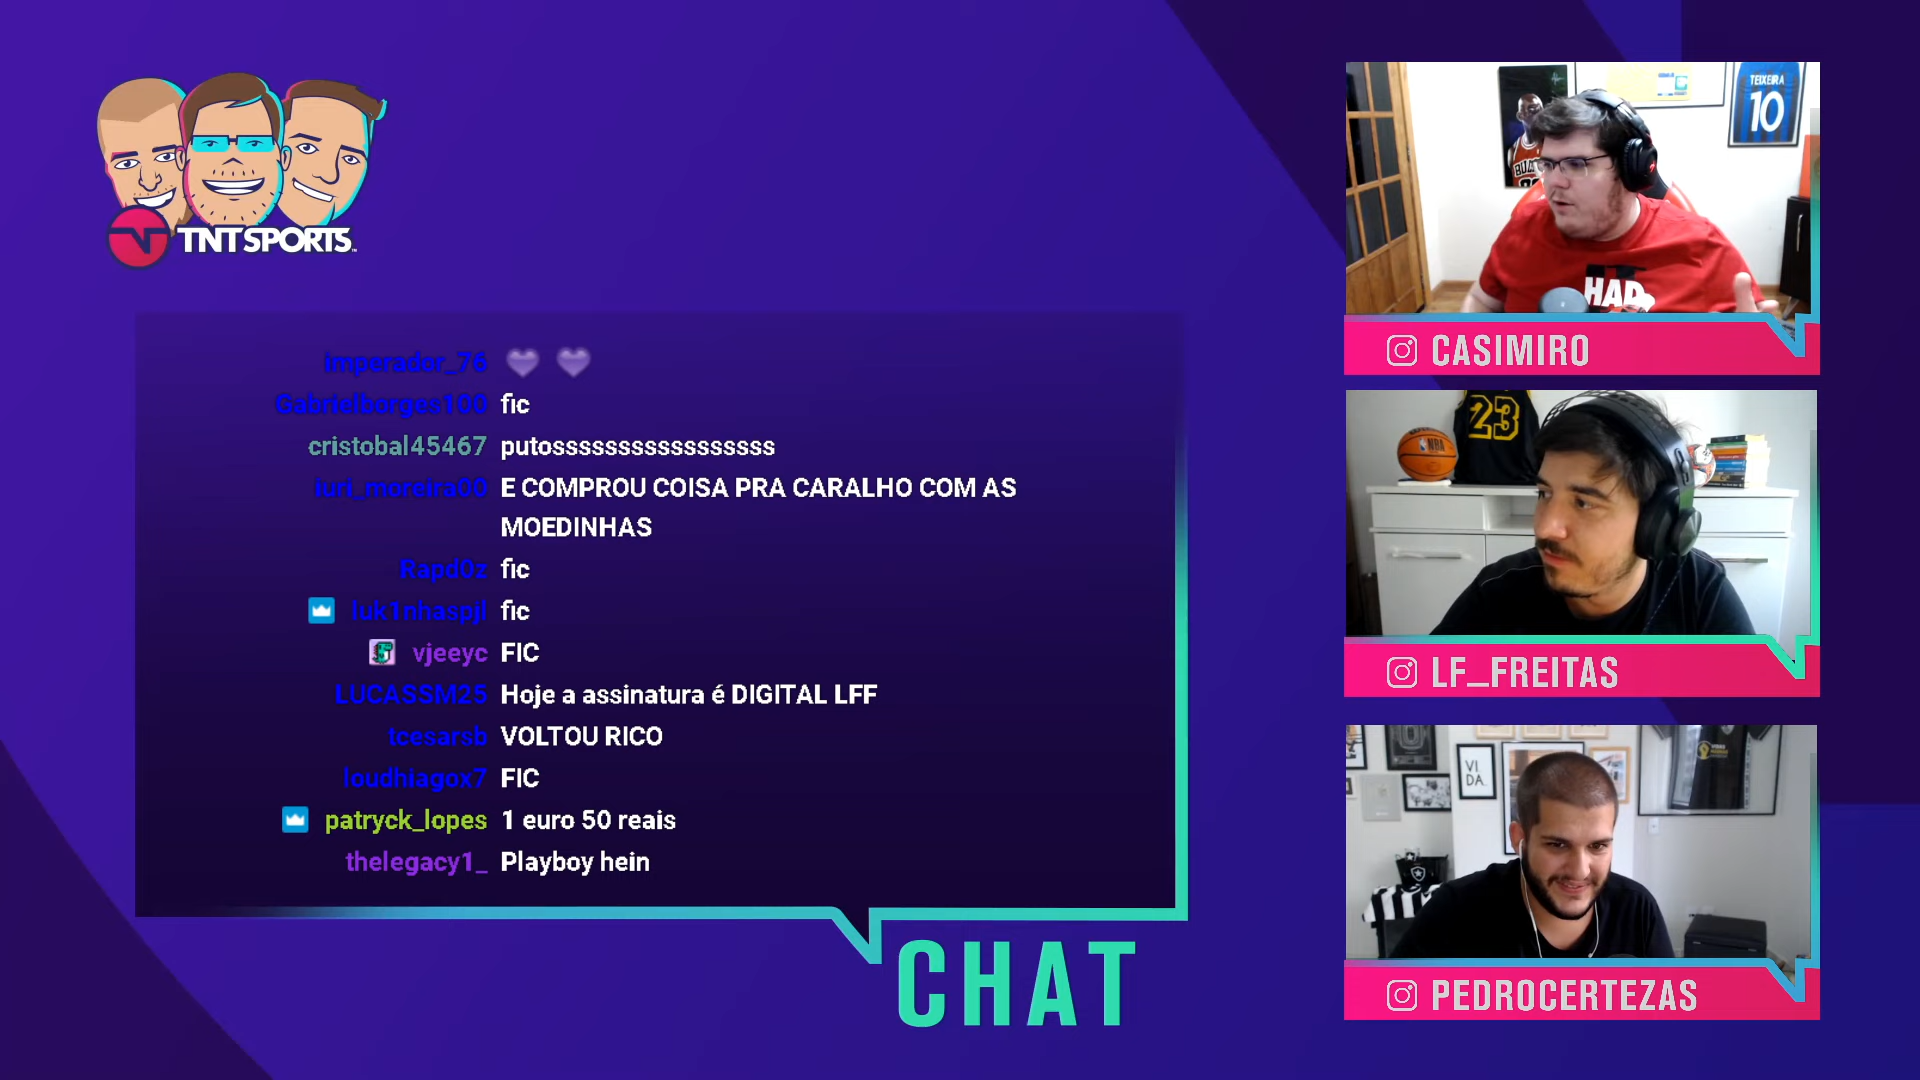 TNT SPORTS
imperador_76
Gabrielborges100 fic
cristobal45467 putosssssssssssssssss
iuri_moreira00 E COMPROU COISA PRA CARALHO COM AS
MOEDINHAS
Rapd0z fic
luk1nhaspjl fic
vjeeyc FIC
LUCASSM25 Hoje a assinatura é DIGITAL LFF
tcesarsb VOLTOU RICO
loudhiagox7 FIC
patryck_lopes 1 euro 50 reais
thelegacy1_ Playboy hein
CHAT
TEIXEIRA
10
HAD
CASIMIRO
23
NBA
LF_FREITAS
VI
DA.
PEDROCERTEZAS